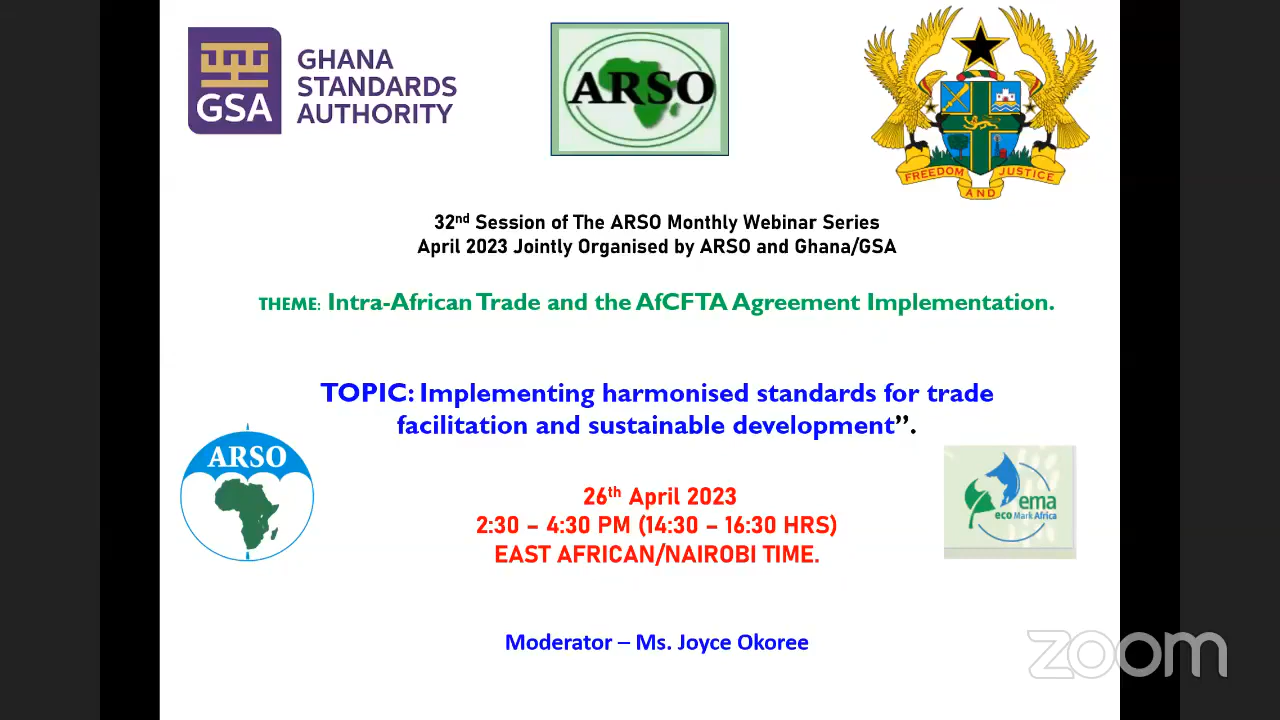 GSA
GHANA
STANDARDS
AUTHORITY
ARSO
FREEDOM AND JUSTICE
32nd Session of The ARSO Monthly Webinar Series
April 2023 Jointly Organised by ARSO and Ghana/GSA
THEME: Intra-African Trade and the AfCFTA Agreement Implementation.
TOPIC: Implementing harmonised standards for trade
facilitation and sustainable development”.
ARSO
ema
eco Mark Africa
26th April 2023
2:30 – 4:30 PM (14:30 – 16:30 HRS)
EAST AFRICAN/NAIROBI TIME.
Moderator – Ms. Joyce Okoree
zoom